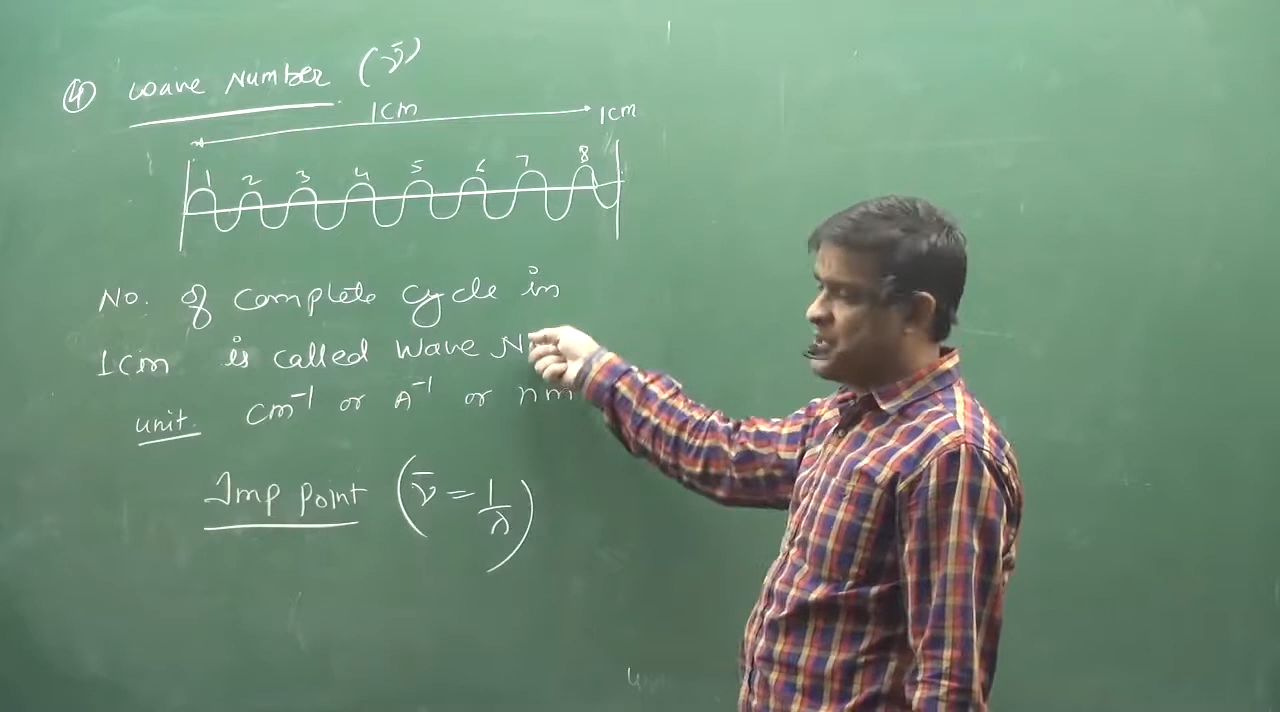 ④ Wave Number (ν̄)
1cm 1cm
1 2 3 4 5 6 7 8
No. of complete cycle in
1cm is called Wave N
unit. cm⁻¹ or A⁻¹ or nm
Imp point (ν̄ = 1/λ)